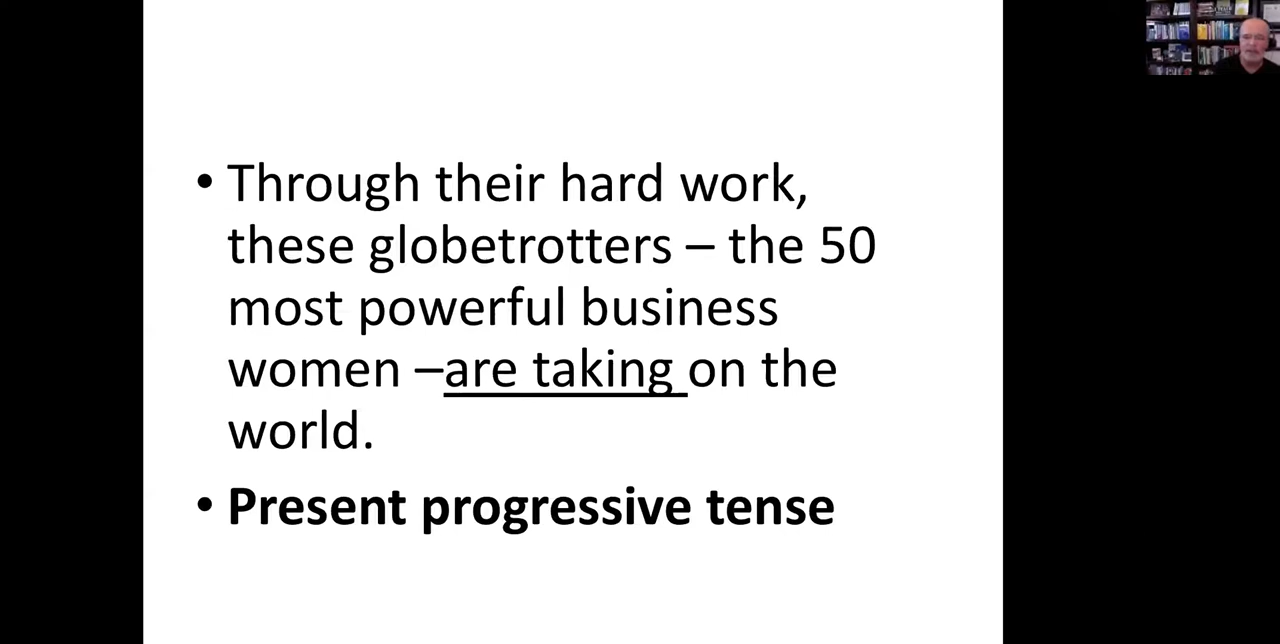 • Through their hard work,
these globetrotters – the 50
most powerful business
women –are taking on the
world.
• Present progressive tense